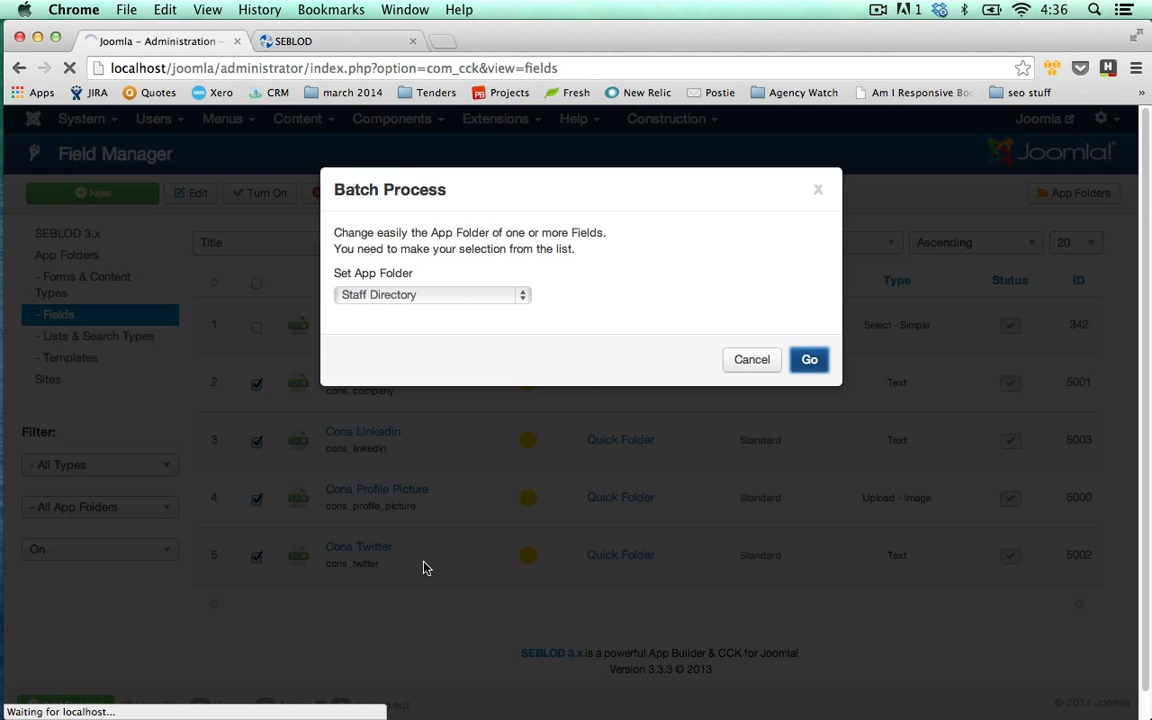 Chrome File Edit View History Bookmarks Window Help 1 4:36
Joomla - Administration - SEBLOD
localhost/joomla/administrator/index.php?option=com_cck&view=fields
Apps JIRA Quotes Xero CRM march 2014 Tenders Projects Fresh New Relic Postie Agency Watch Am I Responsive seo stuff »
System Users Menus Content Components Extensions Help Construction Joomla
Field Manager Joomla!
New Edit Turn On App Folders
Batch Process x
Change easily the App Folder of one or more Fields.
You need to make your selection from the list.
Set App Folder
Staff Directory
Cancel Go
SEBLOD 3.x
App Folders
- Forms & Content
Types
- Fields
- Lists & Search Types
- Templates
Sites
Filter:
- All Types
- All App Folders
On
Title Ascending 20
Type Status ID
1 Select - Simple 342
2 cons_company Text 5001
3 Cons Linkedin Quick Folder Standard Text 5003
cons_linkedin
4 Cons Profile Picture Quick Folder Standard Upload - Image 5000
cons_profile_picture
5 Cons Twitter Quick Folder Standard Text 5002
cons_twitter
SEBLOD 3.x is a powerful App Builder & CCK for Joomla!
Version 3.3.3 © 2013
© 2014 Joomla
Waiting for localhost...